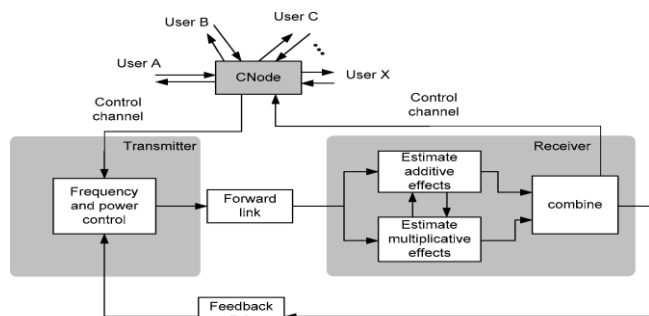 User B
User C
User A
CNode
User X
Control
channel
Control
channel
Transmitter
Receiver
Frequency
and power
control
Forward
link
Estimate
additive
effects
Estimate
multiplicative
effects
combine
Feedback